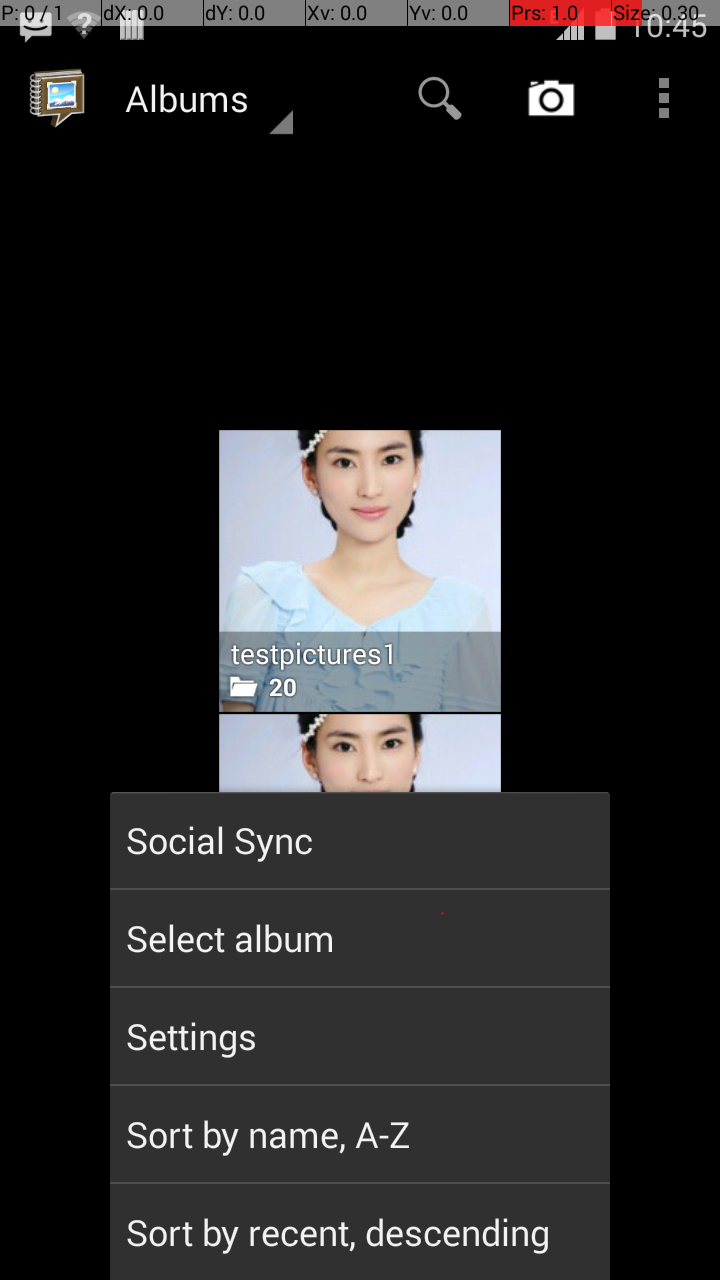 P: 0 / 1 dX: 0.0 dY: 0.0 Xv: 0.0 Yv: 0.0 Prs: 1.0 Size: 0.30
10:45
Albums
testpictures1
20
Social Sync
Select album
Settings
Sort by name, A-Z
Sort by recent, descending